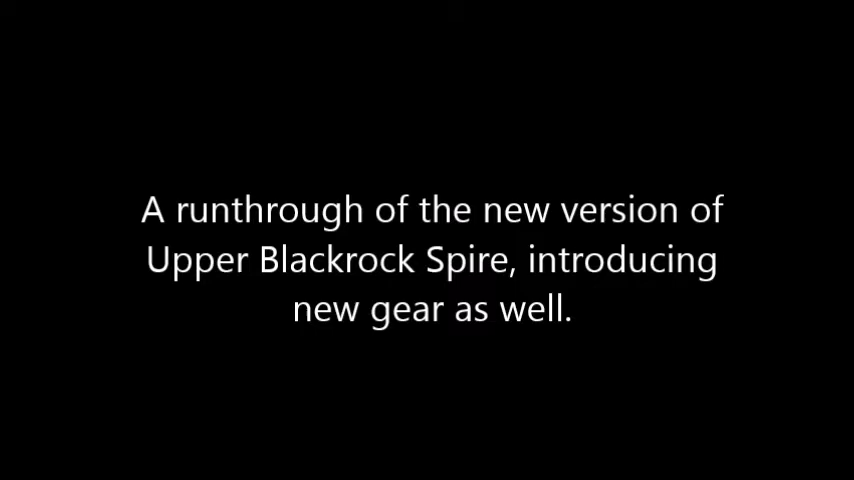 A runthrough of the new version of
Upper Blackrock Spire, introducing
new gear as well.